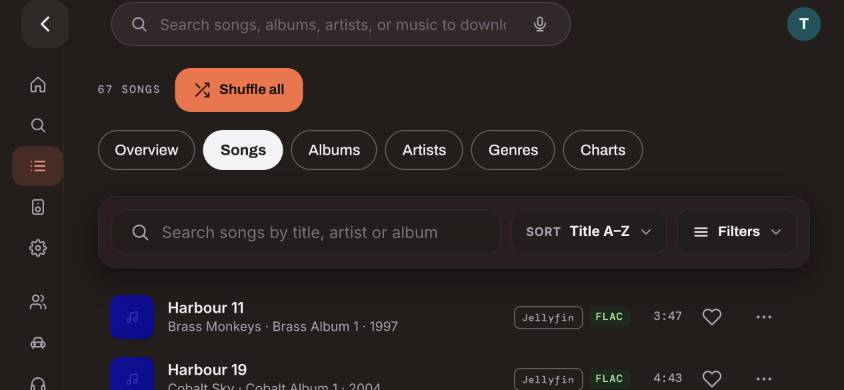 Search songs, albums, artists, or music to downl
T
67 SONGS Shuffle all
Overview Songs Albums Artists Genres Charts
Search songs by title, artist or album SORT Title A–Z Filters
Harbour 11
Brass Monkeys · Brass Album 1 · 1997 Jellyfin FLAC 3:47
Harbour 19
Cobalt Sky · Cobalt Album 1 · 2004 Jellyfin FLAC 4:43